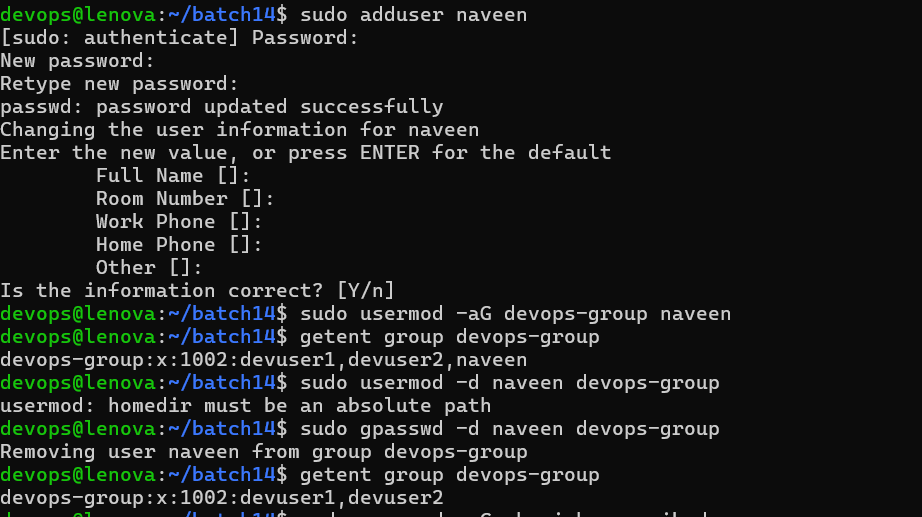 devops@lenova:~/batch14$ sudo adduser naveen
[sudo: authenticate] Password:
New password:
Retype new password:
passwd: password updated successfully
Changing the user information for naveen
Enter the new value, or press ENTER for the default
        Full Name []:
        Room Number []:
        Work Phone []:
        Home Phone []:
        Other []:
Is the information correct? [Y/n]
devops@lenova:~/batch14$ sudo usermod -aG devops-group naveen
devops@lenova:~/batch14$ getent group devops-group
devops-group:x:1002:devuser1,devuser2,naveen
devops@lenova:~/batch14$ sudo usermod -d naveen devops-group
usermod: homedir must be an absolute path
devops@lenova:~/batch14$ sudo gpasswd -d naveen devops-group
Removing user naveen from group devops-group
devops@lenova:~/batch14$ getent group devops-group
devops-group:x:1002:devuser1,devuser2